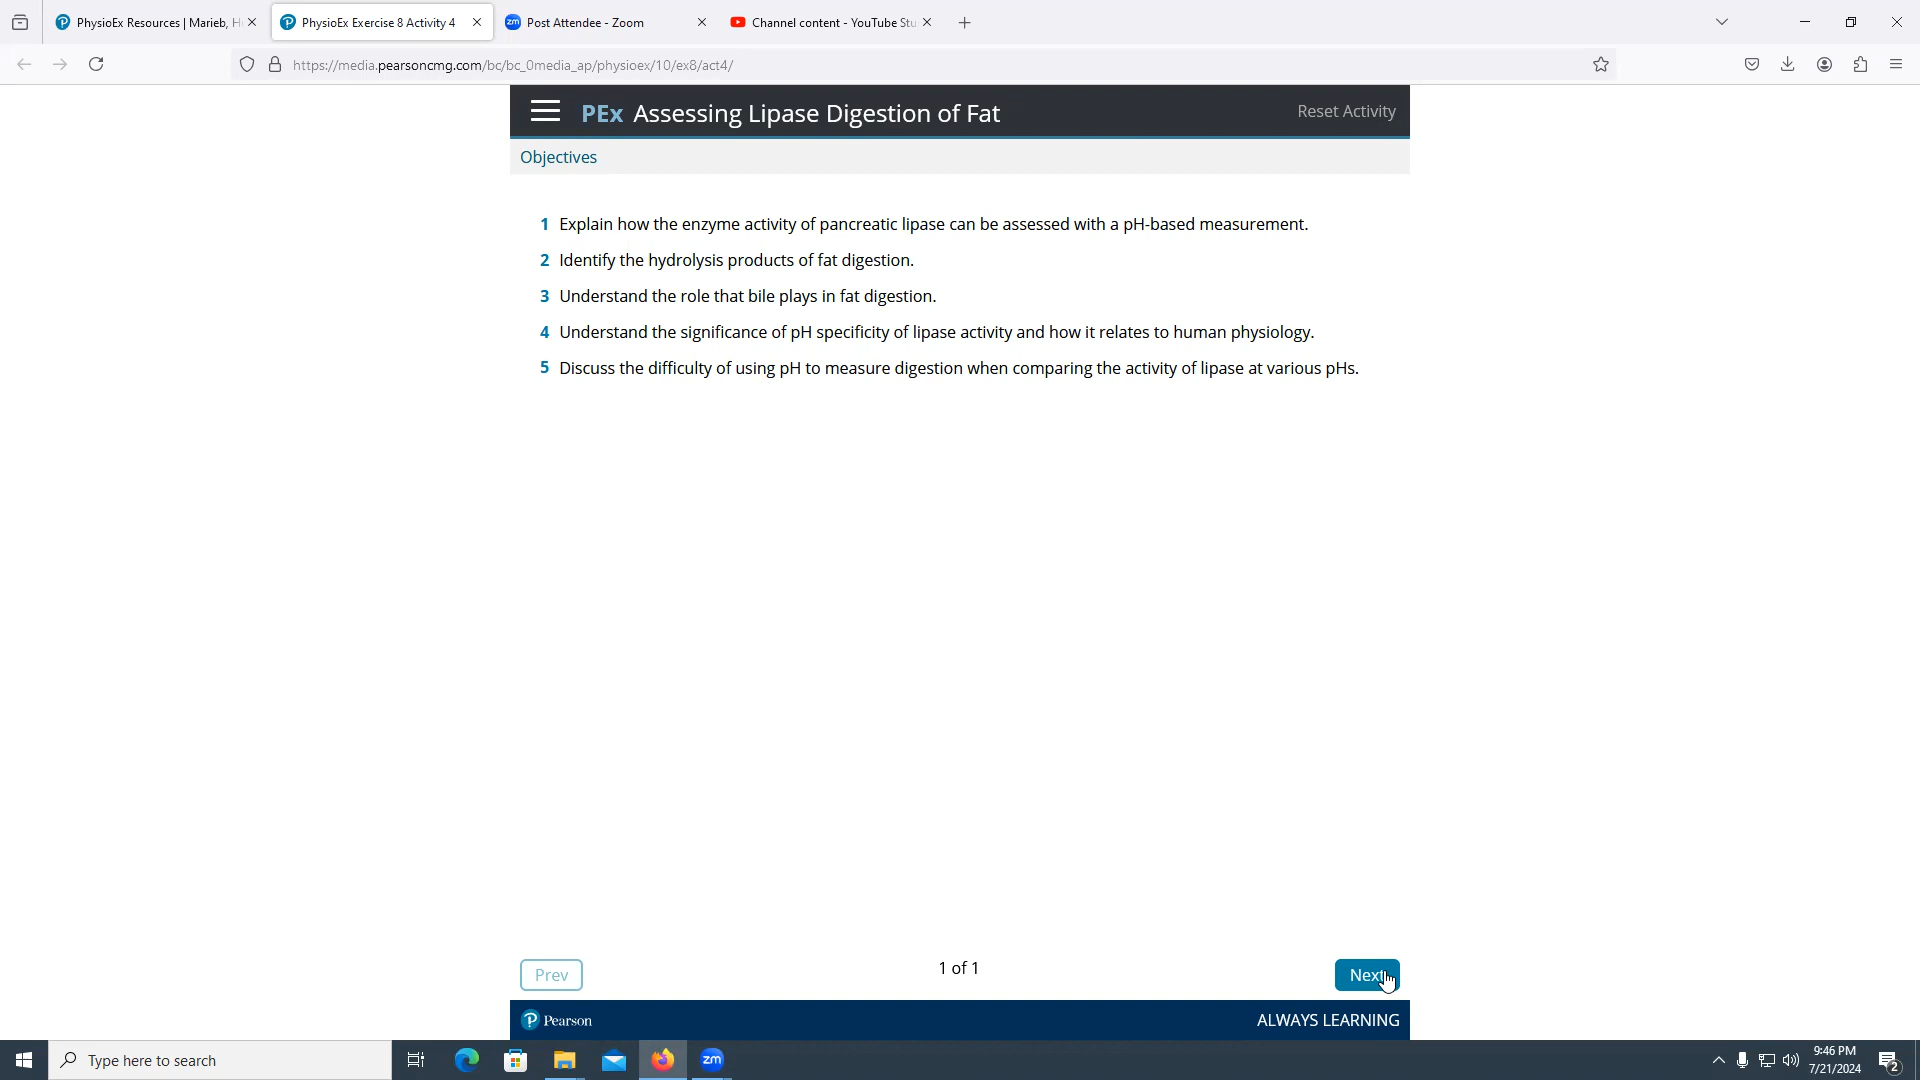 PhysioEx Resources | Marieb, H
PhysioEx Exercise 8 Activity 4
zm Post Attendee - Zoom
Channel content - YouTube Stu
https://media.pearsoncmg.com/bc/bc_0media_ap/physioex/10/ex8/act4/
PEx Assessing Lipase Digestion of Fat
Reset Activity
Objectives
1 Explain how the enzyme activity of pancreatic lipase can be assessed with a pH-based measurement.
2 Identify the hydrolysis products of fat digestion.
3 Understand the role that bile plays in fat digestion.
4 Understand the significance of pH specificity of lipase activity and how it relates to human physiology.
5 Discuss the difficulty of using pH to measure digestion when comparing the activity of lipase at various pHs.
Prev
1 of 1
Next
P Pearson
ALWAYS LEARNING
Type here to search
zm
9:46 PM
7/21/2024
2